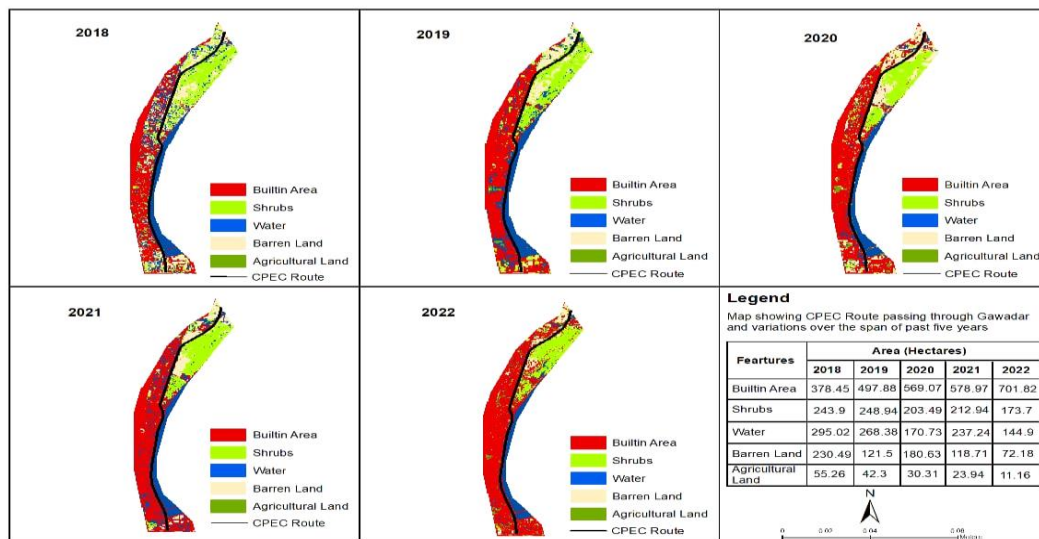 2018
Builtin Area
Shrubs
Water
Barren Land
Agricultural Land
CPEC Route
2019
Builtin Area
Shrubs
Water
Barren Land
Agricultural Land
CPEC Route
2020
Builtin Area
Shrubs
Water
Barren Land
Agricultural Land
CPEC Route
2021
Builtin Area
Shrubs
Water
Barren Land
Agricultural Land
CPEC Route
2022
Builtin Area
Shrubs
Water
Barren Land
Agricultural Land
CPEC Route
Legend
Map showing CPEC Route passing through Gawadar
and variations over the span of past five years
Feartures Area (Hectares)
2018 2019 2020 2021 2022
Builtin Area 378.45 497.88 569.07 578.97 701.82
Shrubs 243.9 248.94 203.49 212.94 173.7
Water 295.02 268.38 170.73 237.24 144.9
Barren Land 230.49 121.5 180.63 118.71 72.18
Agricultural Land 55.26 42.3 30.31 23.94 11.16
N
0 0.02 0.04 0.08